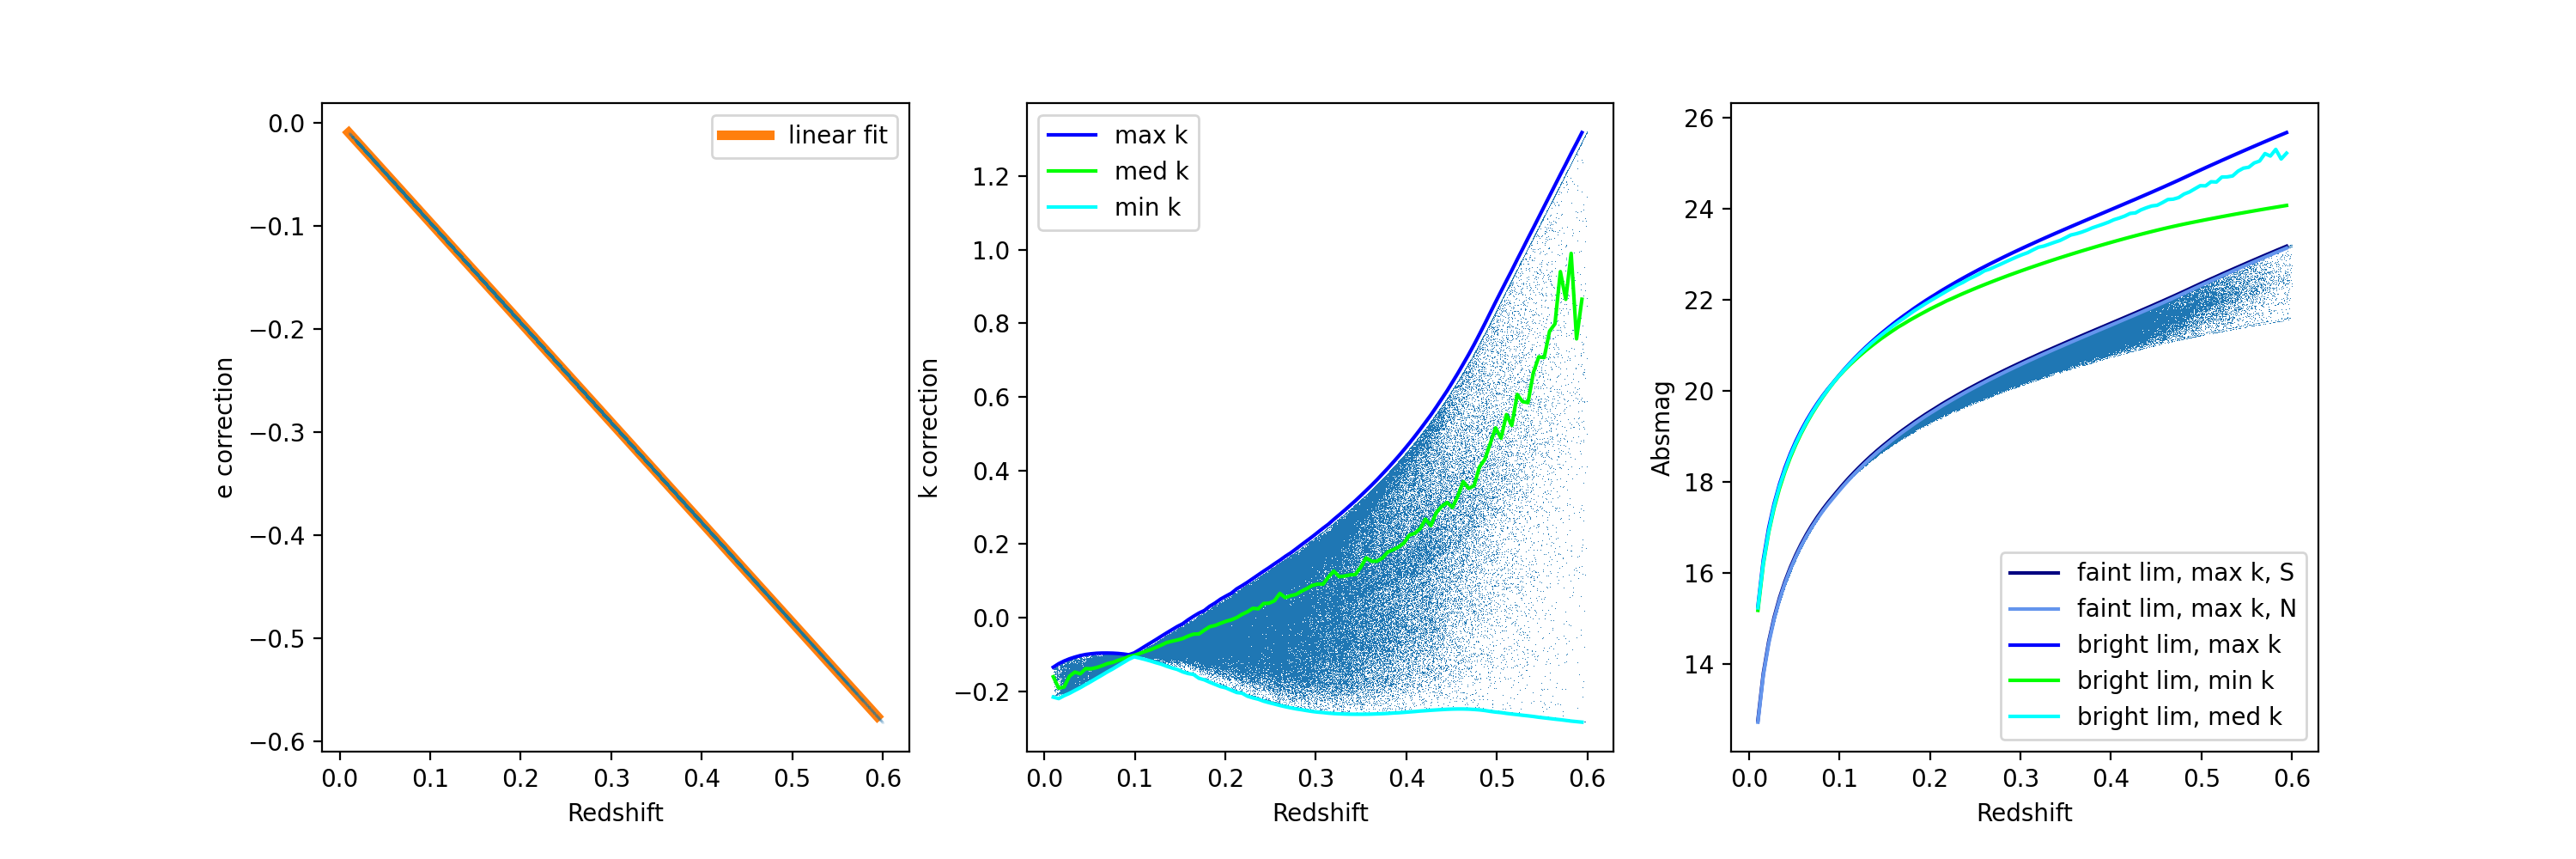 0.0
−0.1
−0.2
−0.3
−0.4
−0.5
−0.6
e correction
linear fit
0.0 0.1 0.2 0.3 0.4 0.5 0.6
Redshift
1.2
1.0
0.8
0.6
0.4
0.2
0.0
−0.2
k correction
max k
med k
min k
0.0 0.1 0.2 0.3 0.4 0.5 0.6
Redshift
26
24
22
20
18
16
14
Absmag
faint lim, max k, S
faint lim, max k, N
bright lim, max k
bright lim, min k
bright lim, med k
0.0 0.1 0.2 0.3 0.4 0.5 0.6
Redshift